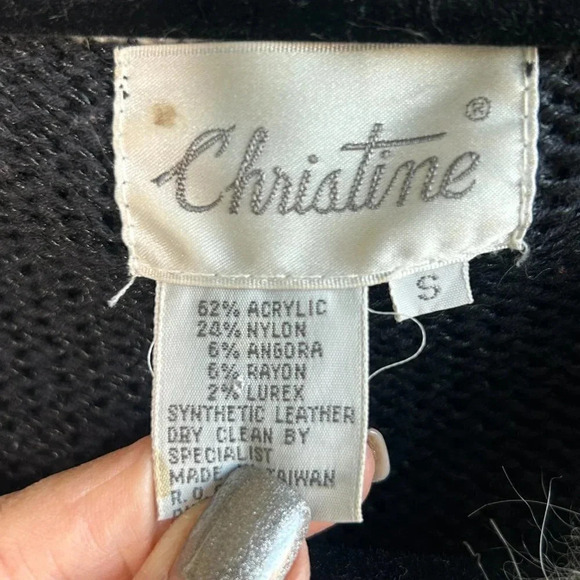 Christine ®
S
62% ACRYLIC
24% NYLON
6% ANGORA
6% RAYON
2% LUREX
SYNTHETIC LEATHER
DRY CLEAN BY
SPECIALIST
MADE TAIWAN
R.O.